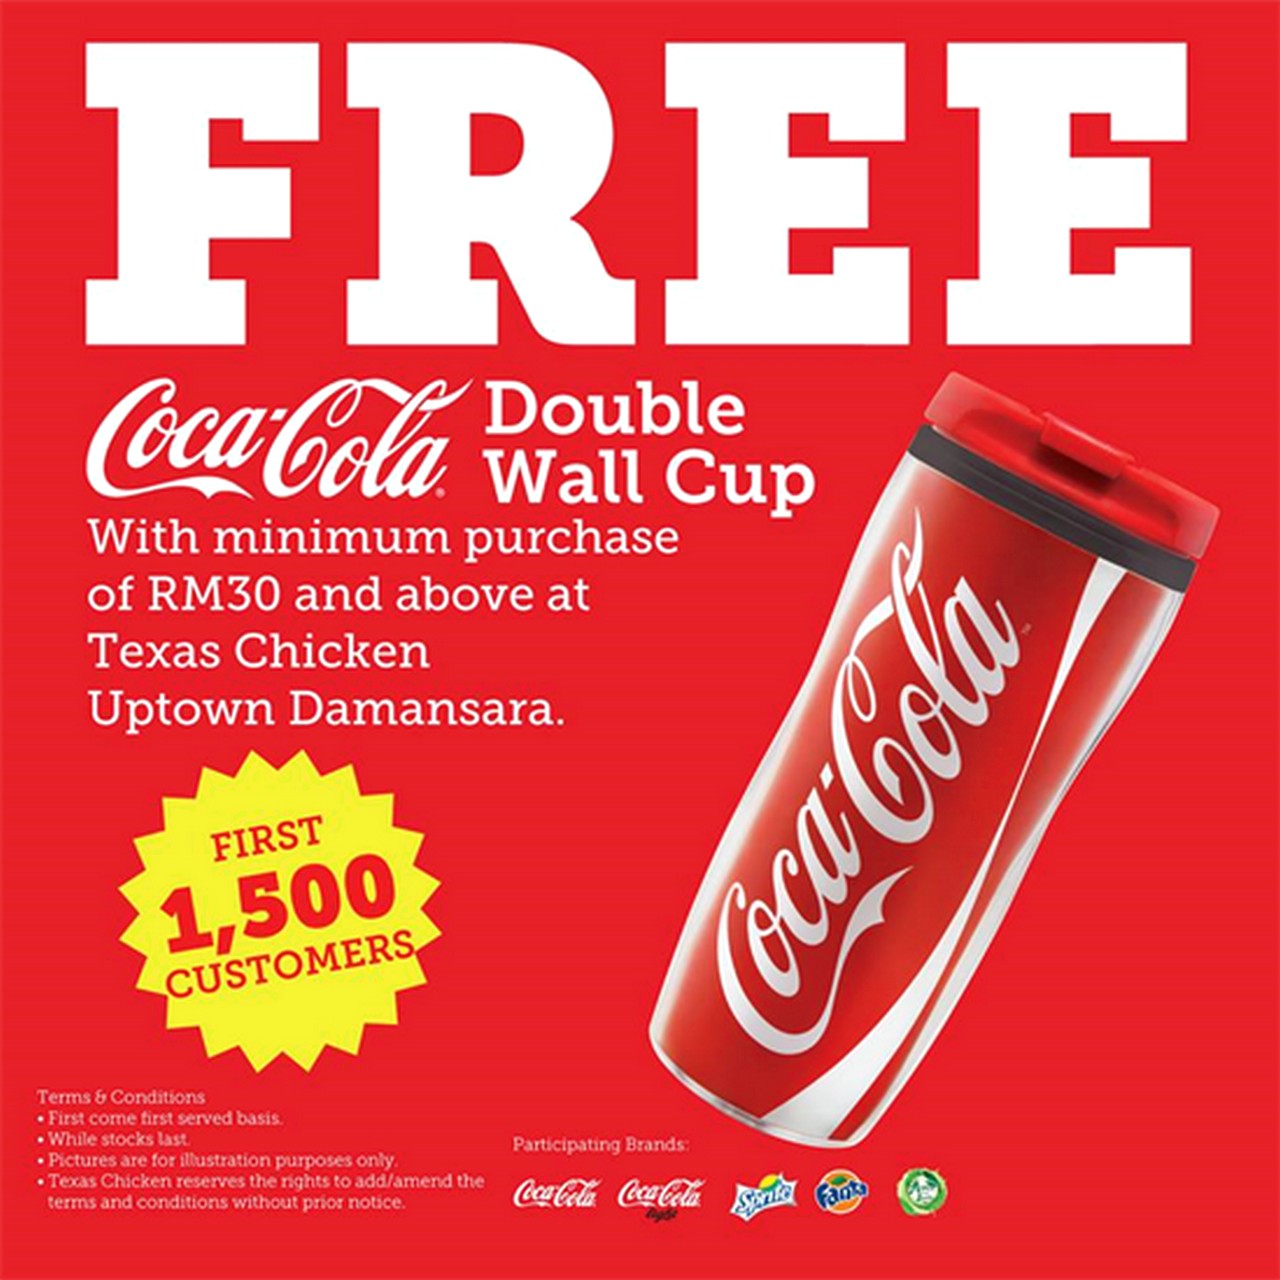 FREE
Coca-Cola Double
Wall Cup
With minimum purchase
of RM30 and above at
Texas Chicken
Uptown Damansara.
Coca-Cola
FIRST
1,500
CUSTOMERS
Terms & Conditions
• First come first served basis.
• While stocks last.
• Pictures are for illustration purposes only.
• Texas Chicken reserves the rights to add/amend the
terms and conditions without prior notice.
Participating Brands:
Coca-Cola Coca-Cola light Sprite Fanta